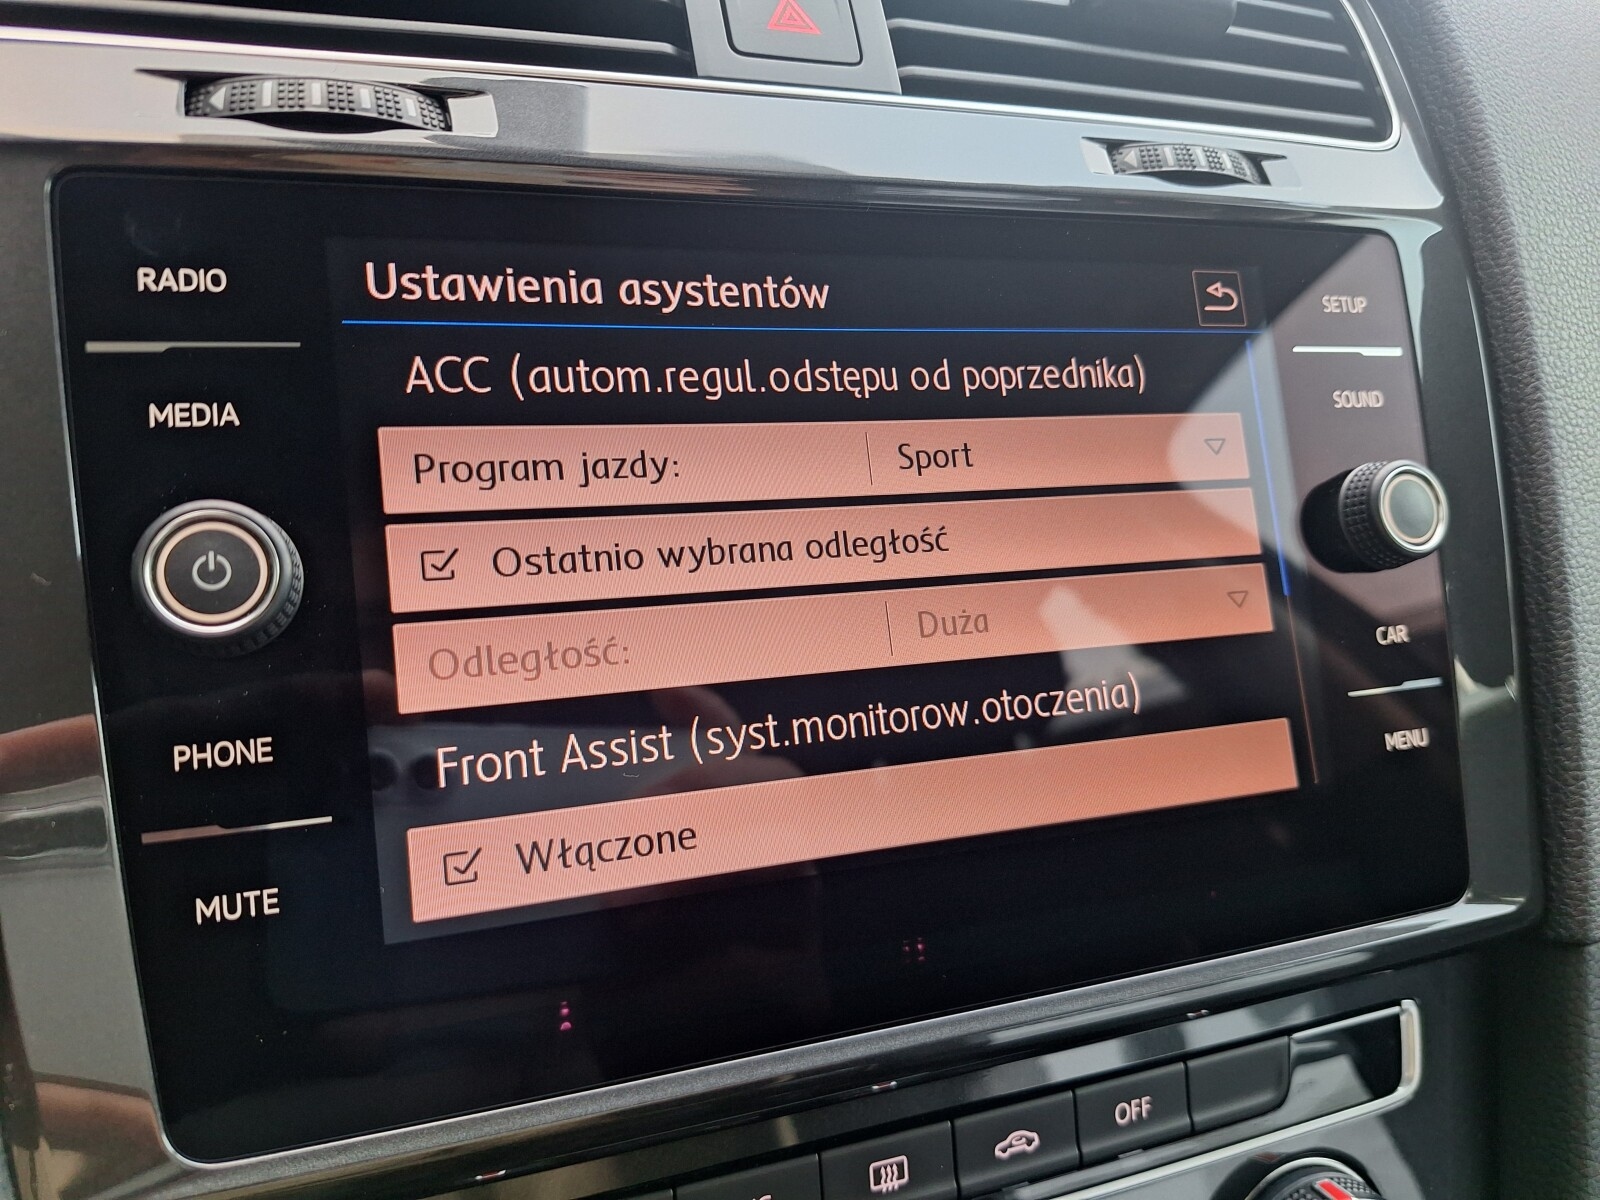 RADIO
MEDIA
PHONE
MUTE
Ustawienia asystentów
ACC (autom.regul.odstępu od poprzednika)
Program jazdy: Sport
Ostatnio wybrana odległość
Odległość: Duża
Front Assist (syst.monitorow.otoczenia)
Włączone
SETUP
SOUND
CAR
MENU
OFF